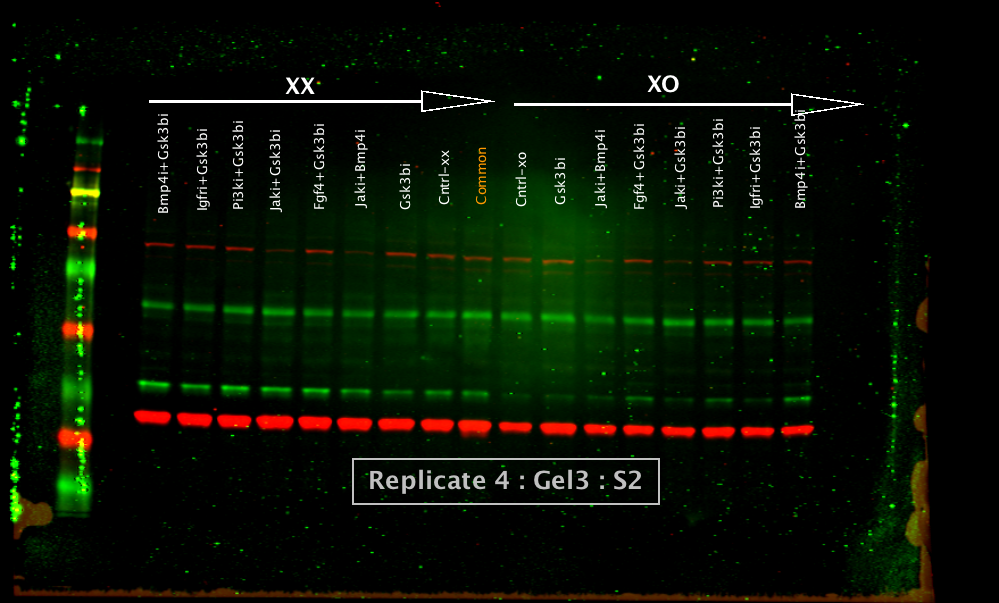 XX
XO
Bmp4i+Gsk3bi
Igfri+Gsk3bi
Pi3ki+Gsk3bi
Jaki+Gsk3bi
Fgf4+Gsk3bi
Jaki+Bmp4i
Gsk3bi
Cntrl-xx
Common
Cntrl-xo
Gsk3bi
Jaki+Bmp4i
Fgf4+Gsk3bi
Jaki+Gsk3bi
Pi3ki+Gsk3bi
Igfri+Gsk3bi
Bmp4i+Gsk3bi
Replicate 4 : Gel3 : S2